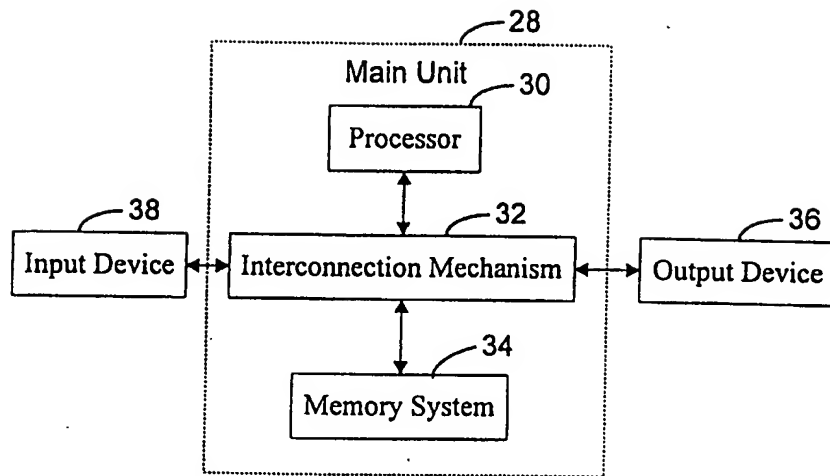 28
Main Unit
30
Processor
38
32
36
Input Device
Interconnection Mechanism
Output Device
34
Memory System